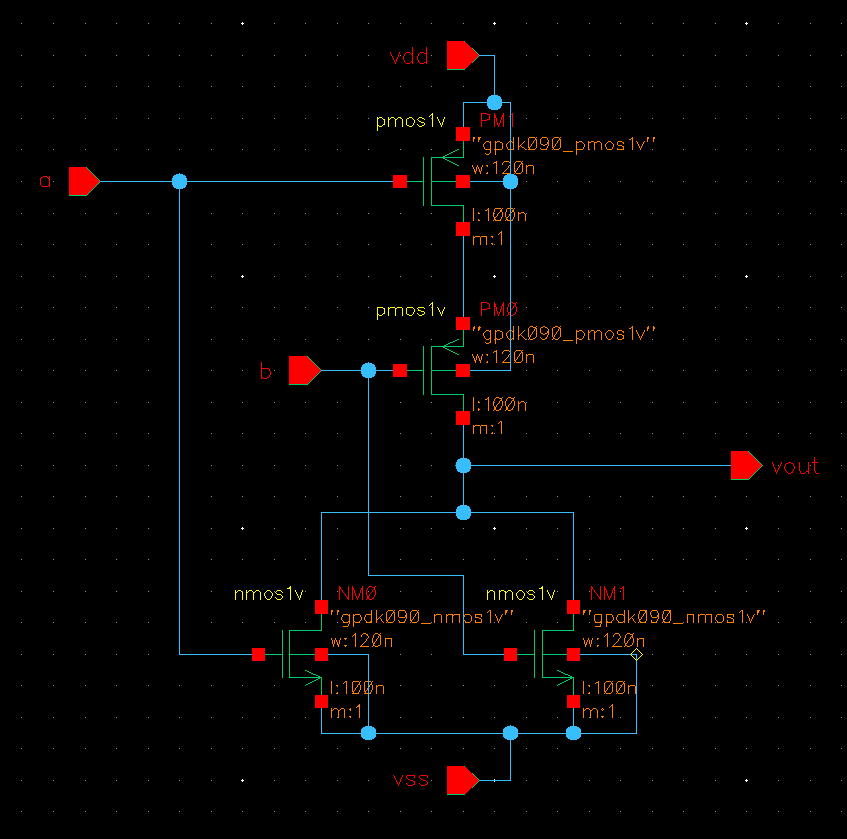 vdd
pmos1v PM1
"gpdk090_pmos1v"
w:120n
a
l:100n
m:1
pmos1v PM0
"gpdk090_pmos1v"
w:120n
b
l:100n
m:1
vout
nmos1v NM0
"gpdk090_nmos1v"
w:120n
l:100n
m:1
nmos1v NM1
"gpdk090_nmos1v"
w:120n
l:100n
m:1
vss